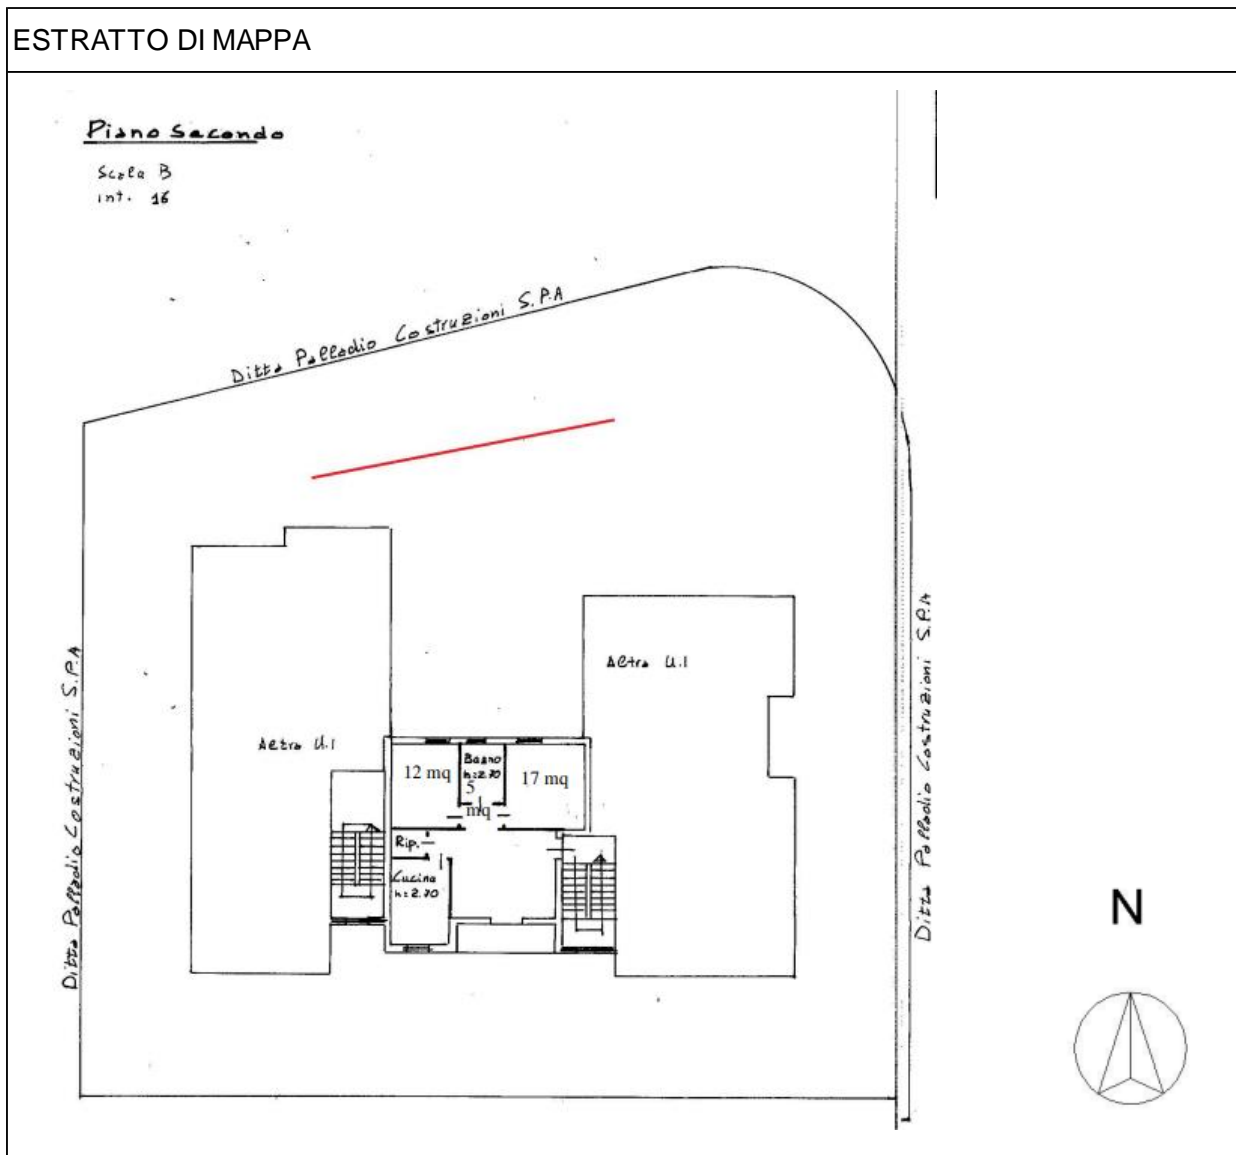 ESTRATTO DI MAPPA
Piano Secondo
Scala B
int. 16
Ditta Palladio Costruzioni S.P.A
Ditta Palladio Costruzioni S.P.A
Altra U.I
Altra U.I
Ditta Palladio Costruzioni S.P.A
12 mq
Bagno
h=2.70
5
mq
17 mq
Rip.
Cucina
h=2.70
N